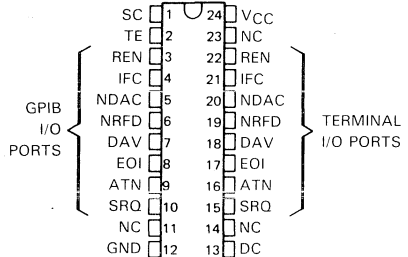 SC 1 24 VCC
TE 2 23 NC
REN 3 22 REN
IFC 4 21 IFC
NDAC 5 20 NDAC
NRFD 6 19 NRFD
DAV 7 18 DAV
EOI 8 17 EOI
ATN 9 16 ATN
SRQ 10 15 SRQ
NC 11 14 NC
GND 12 13 DC
GPIB
I/O
PORTS
TERMINAL
I/O PORTS